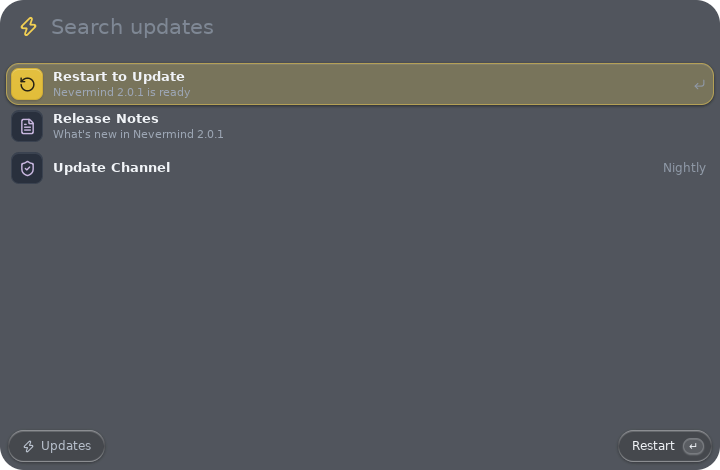 Search updates
Restart to Update
Nevermind 2.0.1 is ready
Release Notes
What's new in Nevermind 2.0.1
Update Channel
Nightly
Updates
Restart